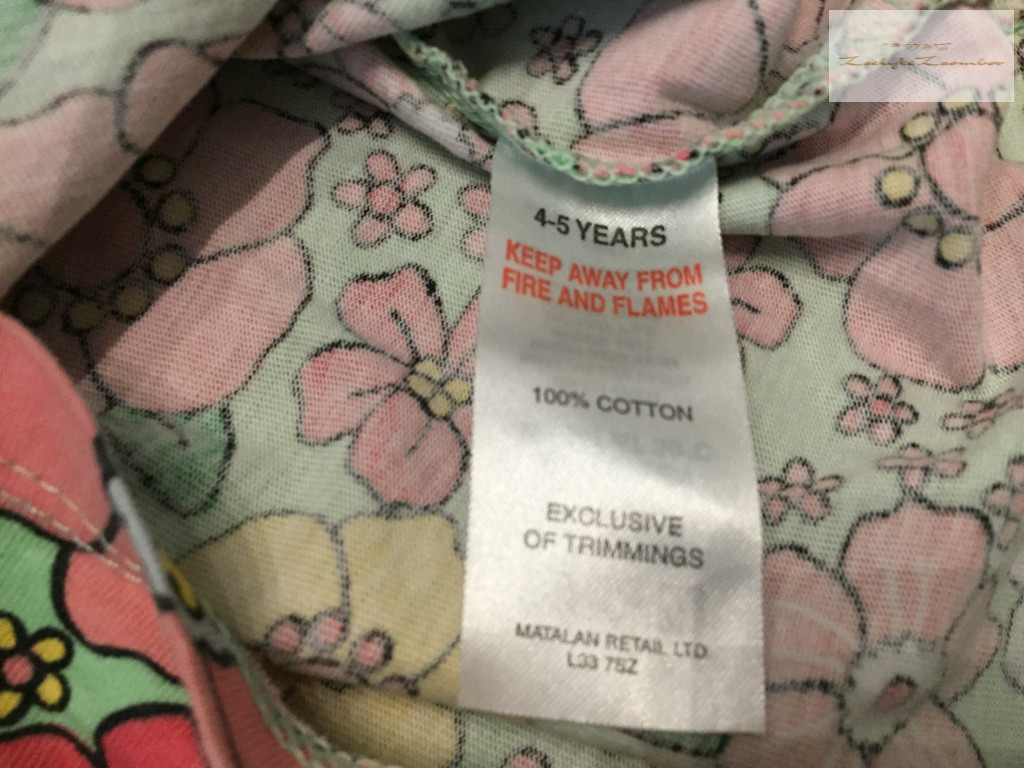 4-5 YEARS
KEEP AWAY FROM
FIRE AND FLAMES
100% COTTON
EXCLUSIVE
OF TRIMMINGS
MATALAN RETAIL LTD
L33 7SZ